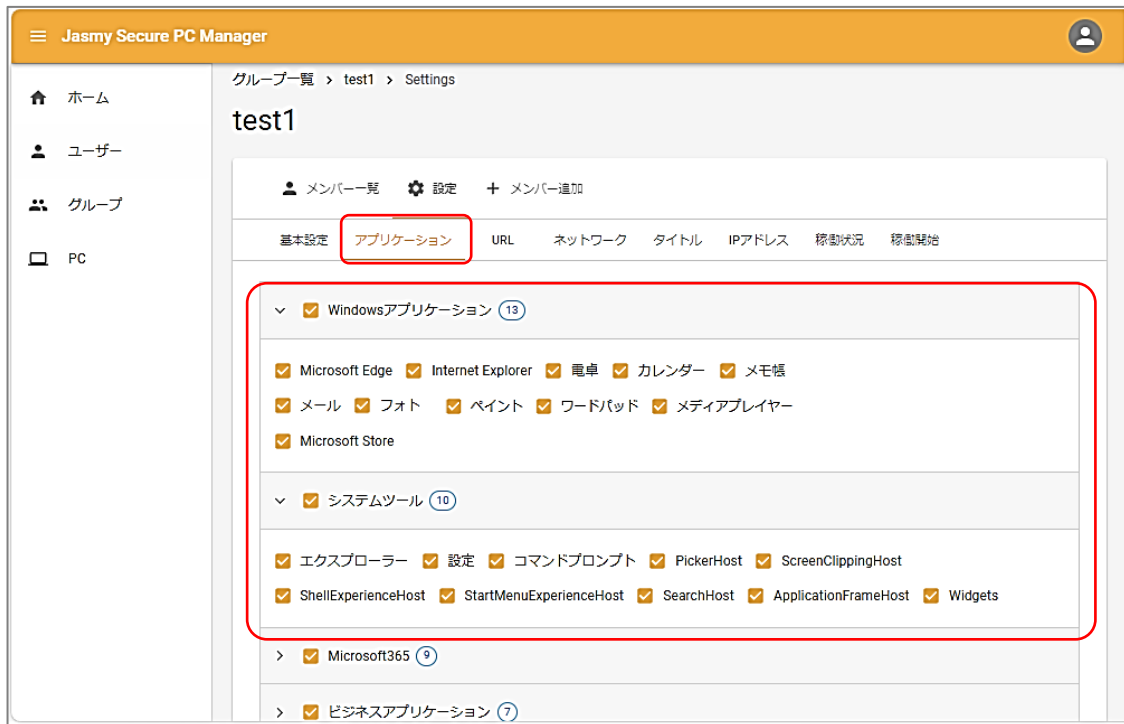 Jasmy Secure PC Manager
ホーム
ユーザー
グループ
PC
グループ一覧 > test1 > Settings
test1
メンバー一覧 設定 + メンバー追加
基本設定 アプリケーション URL ネットワーク タイトル IPアドレス 稼働状況 稼働開始
Windowsアプリケーション 13
Microsoft Edge Internet Explorer 電卓 カレンダー メモ帳
メール フォト ペイント ワードパッド メディアプレイヤー
Microsoft Store
システムツール 10
エクスプローラー 設定 コマンドプロンプト PickerHost ScreenClippingHost
ShellExperienceHost StartMenuExperienceHost SearchHost ApplicationFrameHost Widgets
Microsoft365 9
ビジネスアプリケーション 7